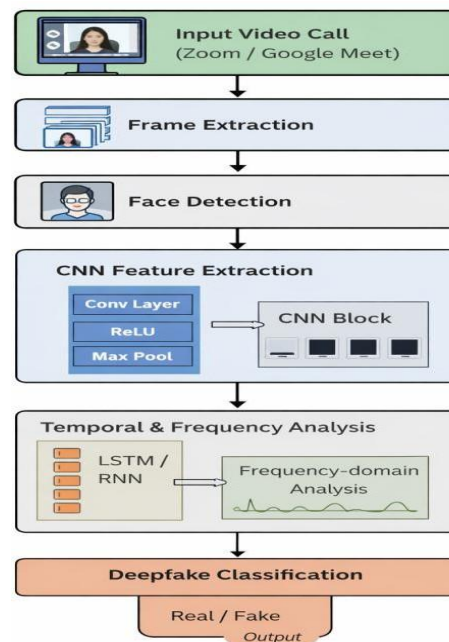 Input Video Call
(Zoom / Google Meet)
Frame Extraction
Face Detection
CNN Feature Extraction
Conv Layer
ReLU
Max Pool
CNN Block
Temporal & Frequency Analysis
LSTM /
RNN
Frequency-domain
Analysis
Deepfake Classification
Real / Fake
Output